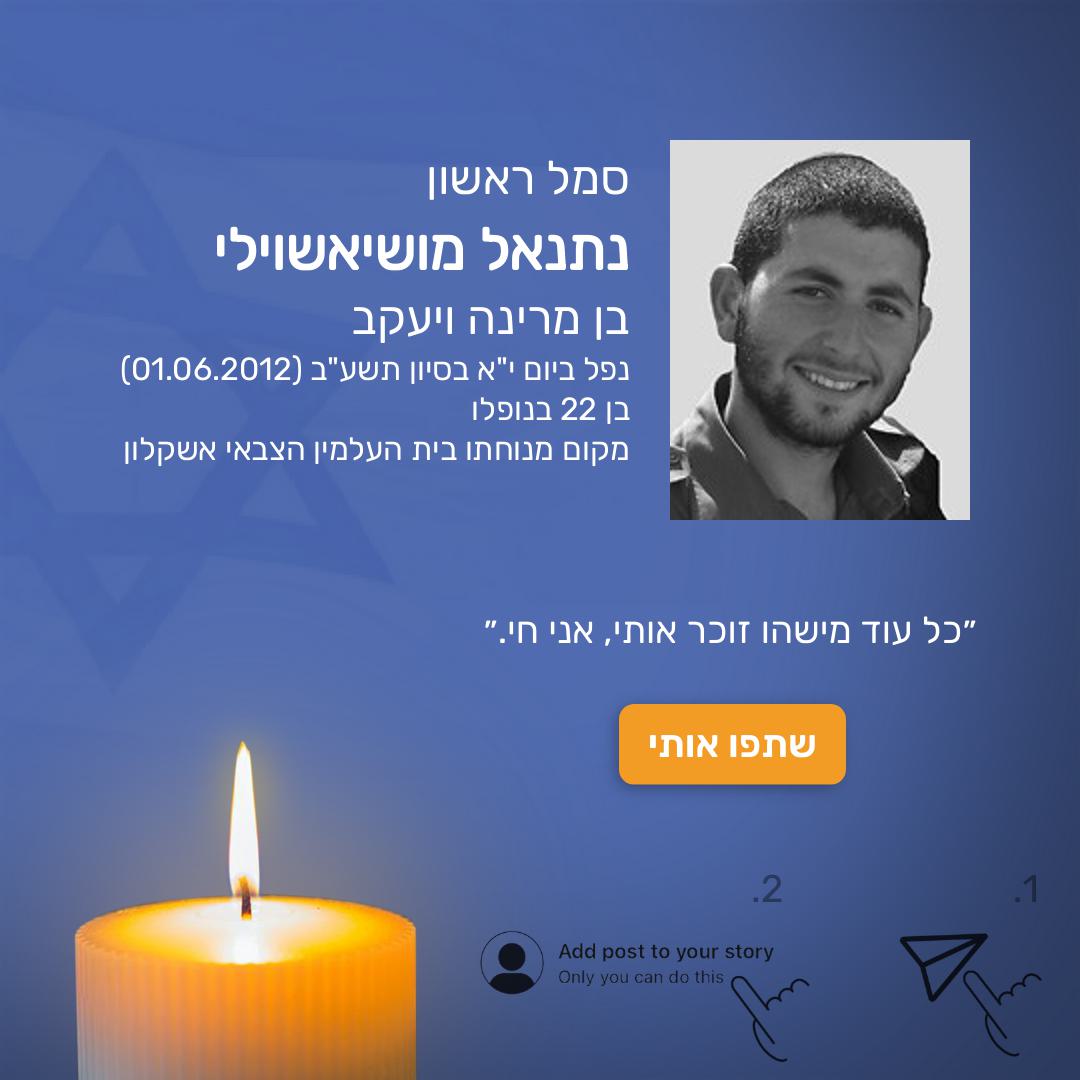 סמל ראשון
נתנאל מושיאשוילי
בן מרינה ויעקב
נפל ביום י"א בסיון תשע"ב (01.06.2012)
בן 22 בנופלו
מקום מנוחתו בית העלמין הצבאי אשקלון
״כל עוד מישהו זוכר אותי, אני חי.״
שתפו אותי
1.
2.
Add post to your story
Only you can do this